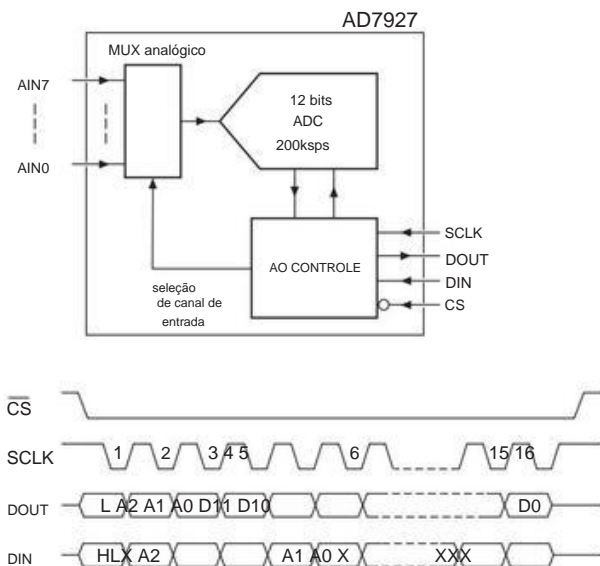 AD7927
MUX analógico
AIN7
AIN0
12 bits
ADC
200ksps
AO CONTROLE
SCLK
DOUT
DIN
CS
seleção
de canal de
entrada
CS
SCLK 1 2 3 4 5 6 15 16
DOUT L A2 A1 A0 D11 D10 D0
DIN HLX A2 A1 A0 X XXX